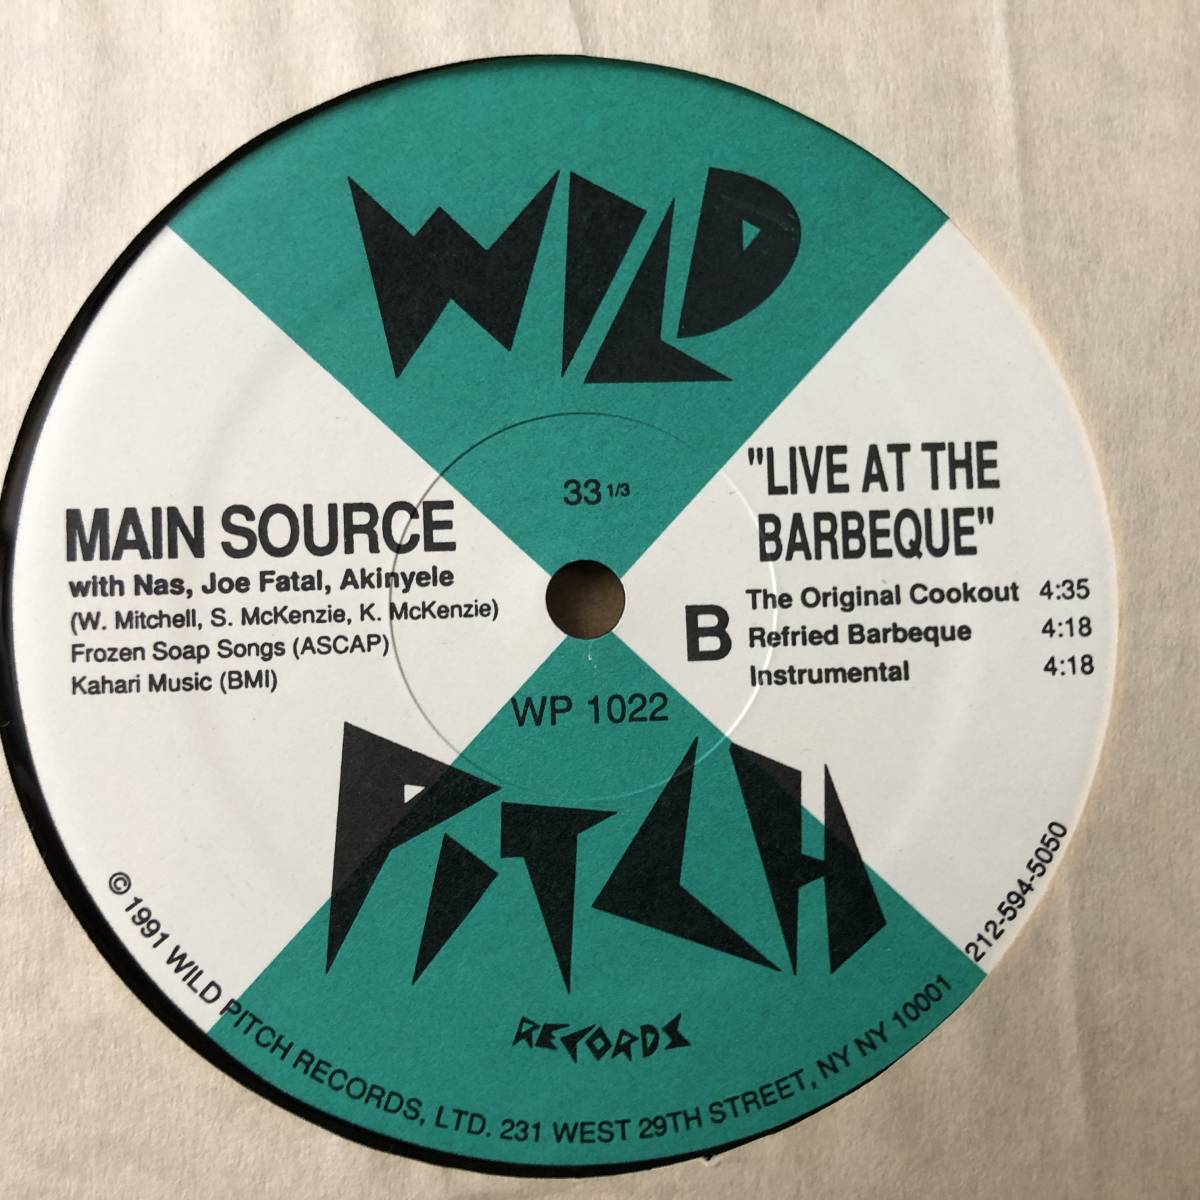 WILD
33 1/3
MAIN SOURCE
with Nas, Joe Fatal, Akinyele
(W. Mitchell, S. McKenzie, K. McKenzie)
Frozen Soap Songs (ASCAP)
Kahari Music (BMI)
"LIVE AT THE
BARBEQUE"
B
The Original Cookout 4:35
Refried Barbeque 4:18
Instrumental 4:18
WP 1022
PITCH
RECORDS
© 1991 WILD PITCH RECORDS, LTD. 231 WEST 29TH STREET, NY NY 10001 212-594-5050